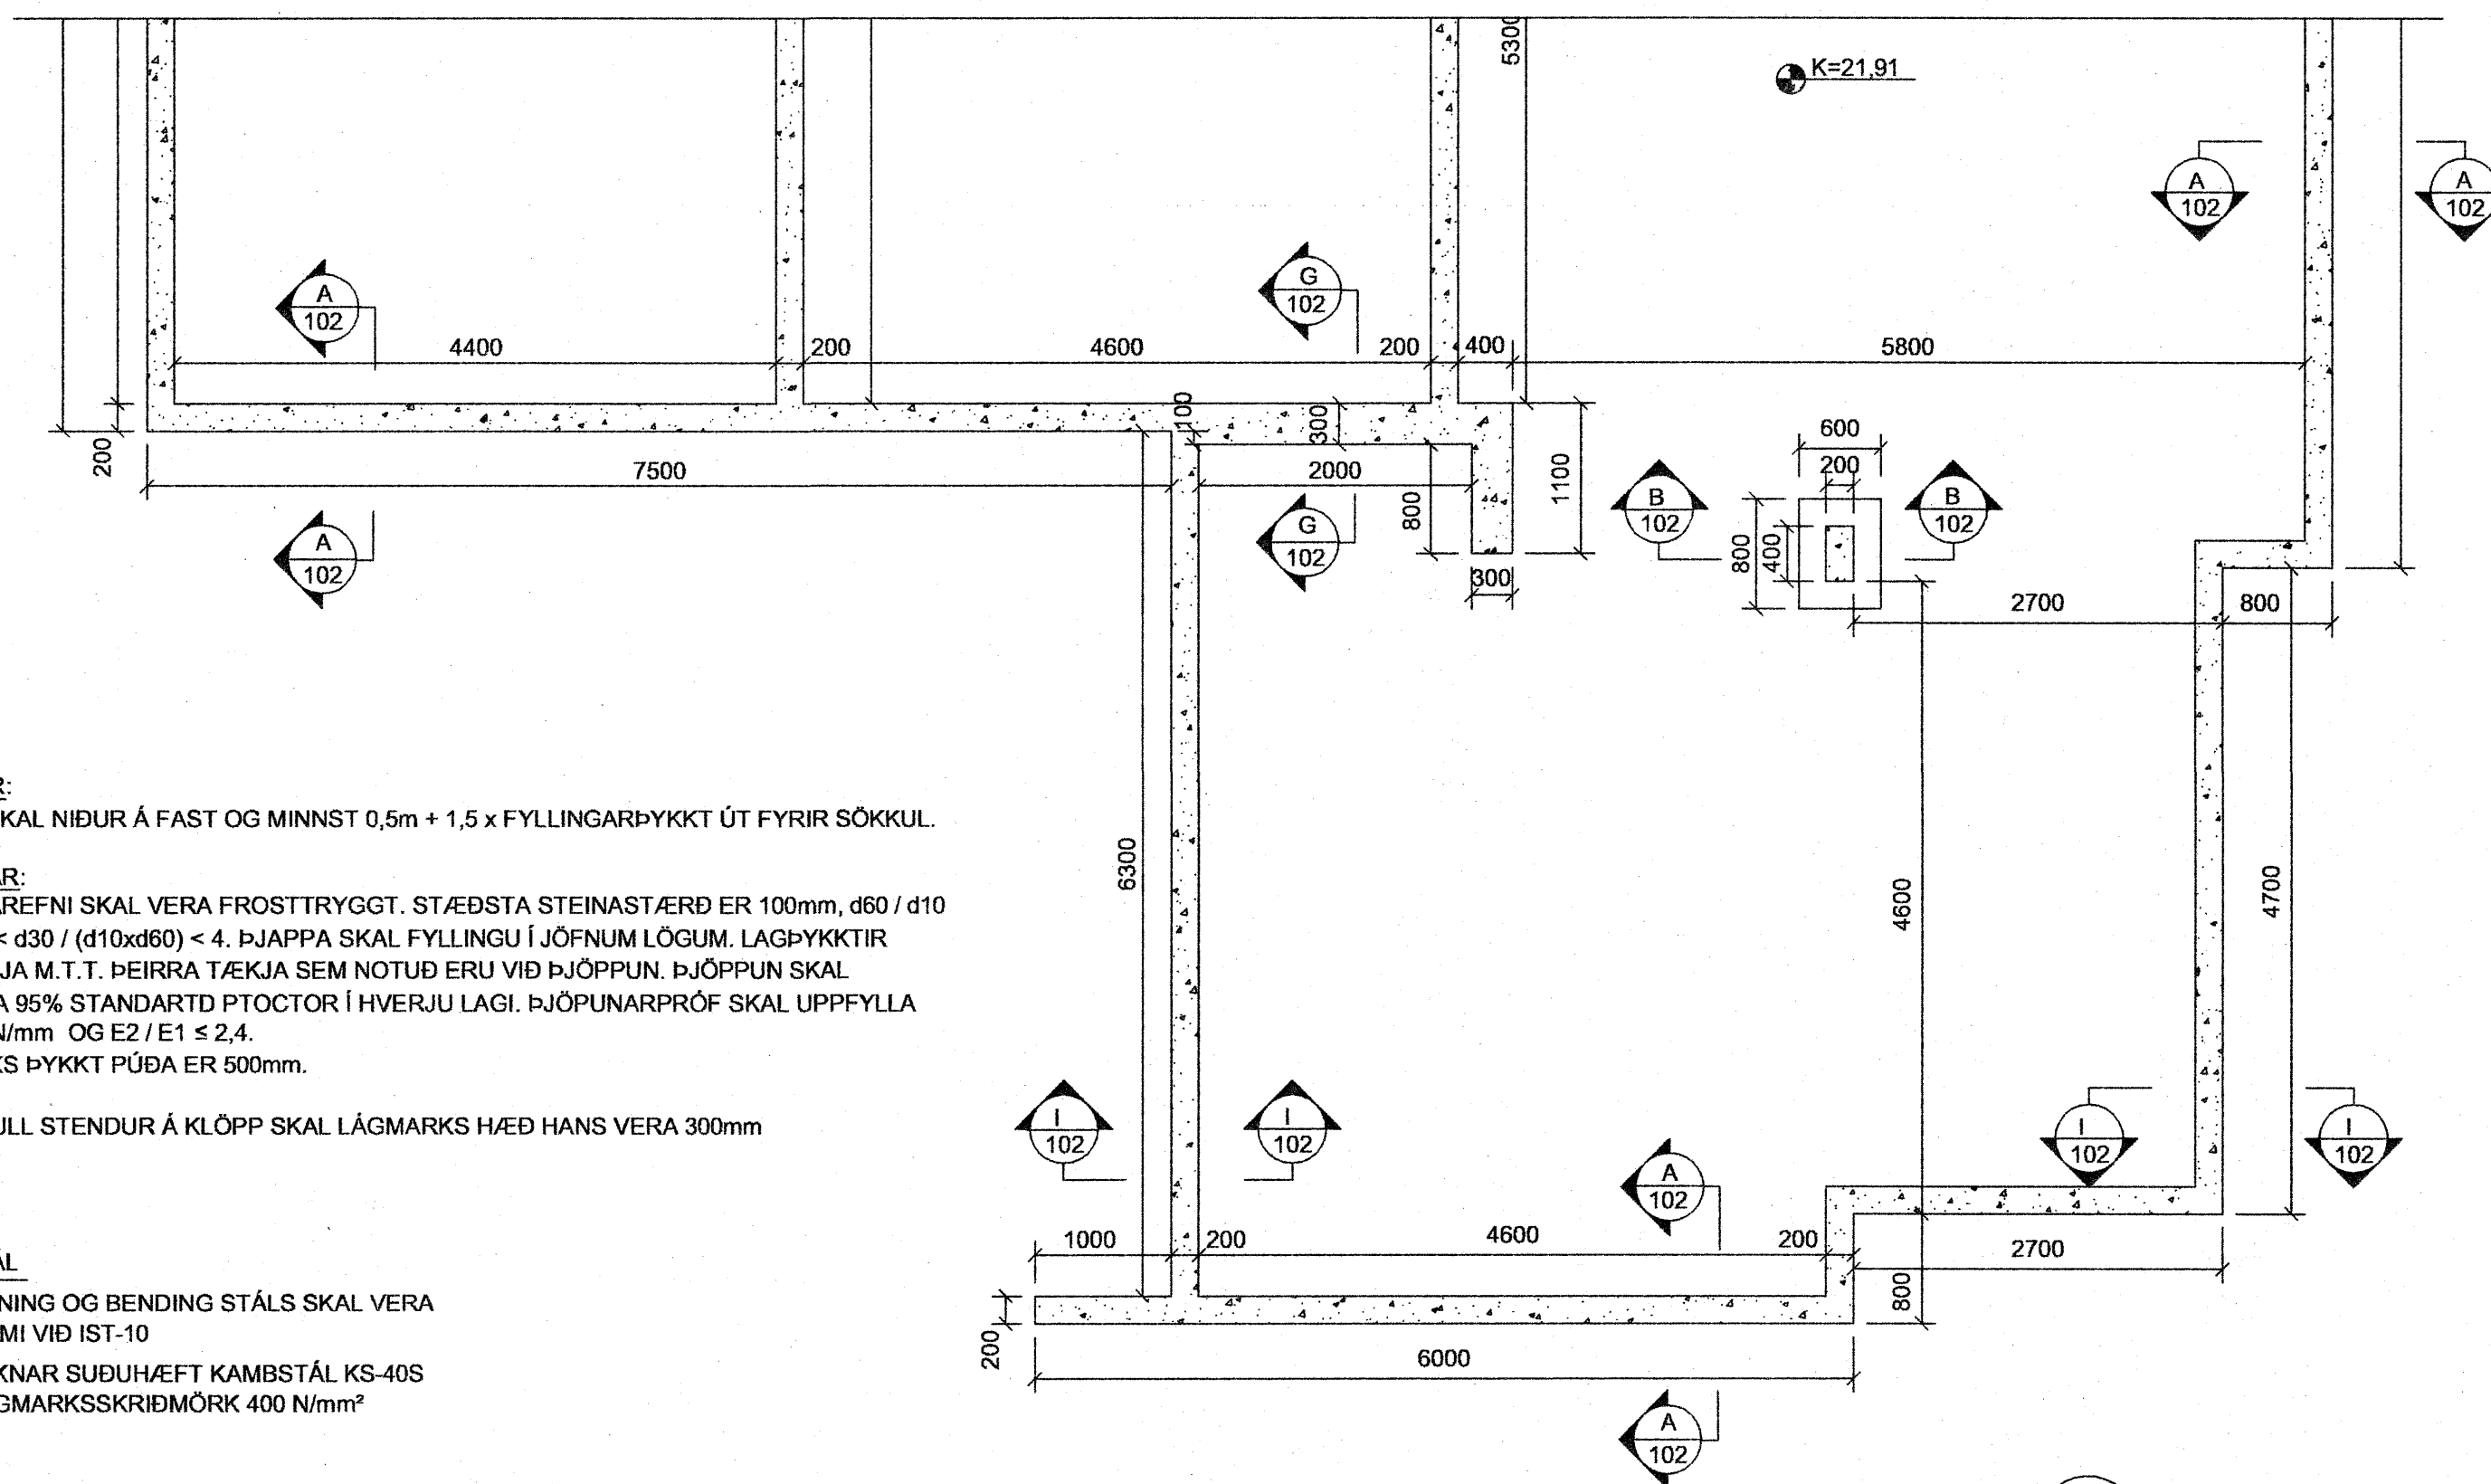 5300
K=21,91
A
102
A
102
A
102
G
102
4400
200
4600
200
400
5800
100
300
600
200
200
7500
2000
1100
800
B
102
B
102
800
400
A
102
G
102
300
2700
800
R:
KAL NIÐUR Á FAST OG MINNST 0,5m + 1,5 x FYLLINGARÞYKKT ÚT FYRIR SÖKKUL.
AR:
AREFNI SKAL VERA FROSTTRYGGT. STÆÐSTA STEINASTÆRÐ ER 100mm, d60 / d10
< d30 / (d10xd60) < 4. ÞJAPPA SKAL FYLLINGU Í JÖFNUM LÖGUM. LAGÞYKKTIR
JA M.T.T. ÞEIRRA TÆKJA SEM NOTUÐ ERU VIÐ ÞJÖPPUN. ÞJÖPPUN SKAL
A 95% STANDARTD PTOCTOR Í HVERJU LAGI. ÞJÖPUNARPRÓF SKAL UPPFYLLA
N/mm OG E2 / E1 ≤ 2,4.
KS ÞYKKT PÚÐA ER 500mm.
ULL STENDUR Á KLÖPP SKAL LÁGMARKS HÆÐ HANS VERA 300mm
6300
4600
4700
I
102
I
102
A
102
I
102
I
102
1000
200
4600
200
2700
800
ÁL
NING OG BENDING STÁLS SKAL VERA
MI VIÐ IST-10
KNAR SUÐUHÆFT KAMBSTÁL KS-40S
GMARKSSKRIÐMÖRK 400 N/mm²
200
6000
A
102